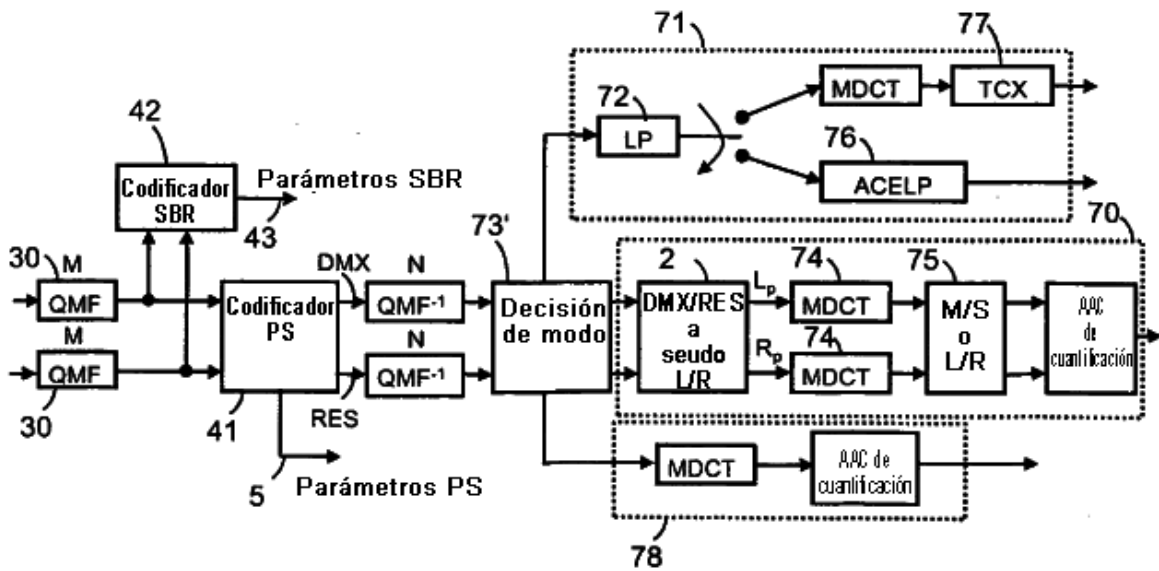 71
77
72
MDCT
TCX
LP
42
76
Codificador
SBR
Parámetros SBR
ACELP
43
70
73'
30
M
DMX
N
2
74
75
QMF
Codificador
PS
QMF-1
Decisión
de modo
DMX/RES
a
seudo
L/R
Lp
MDCT
M/S
o
L/R
AAC
de
cuantificación
M
N
Rp
74
QMF
QMF-1
MDCT
30
41
RES
5
Parámetros PS
MDCT
AAC de
cuantificación
78